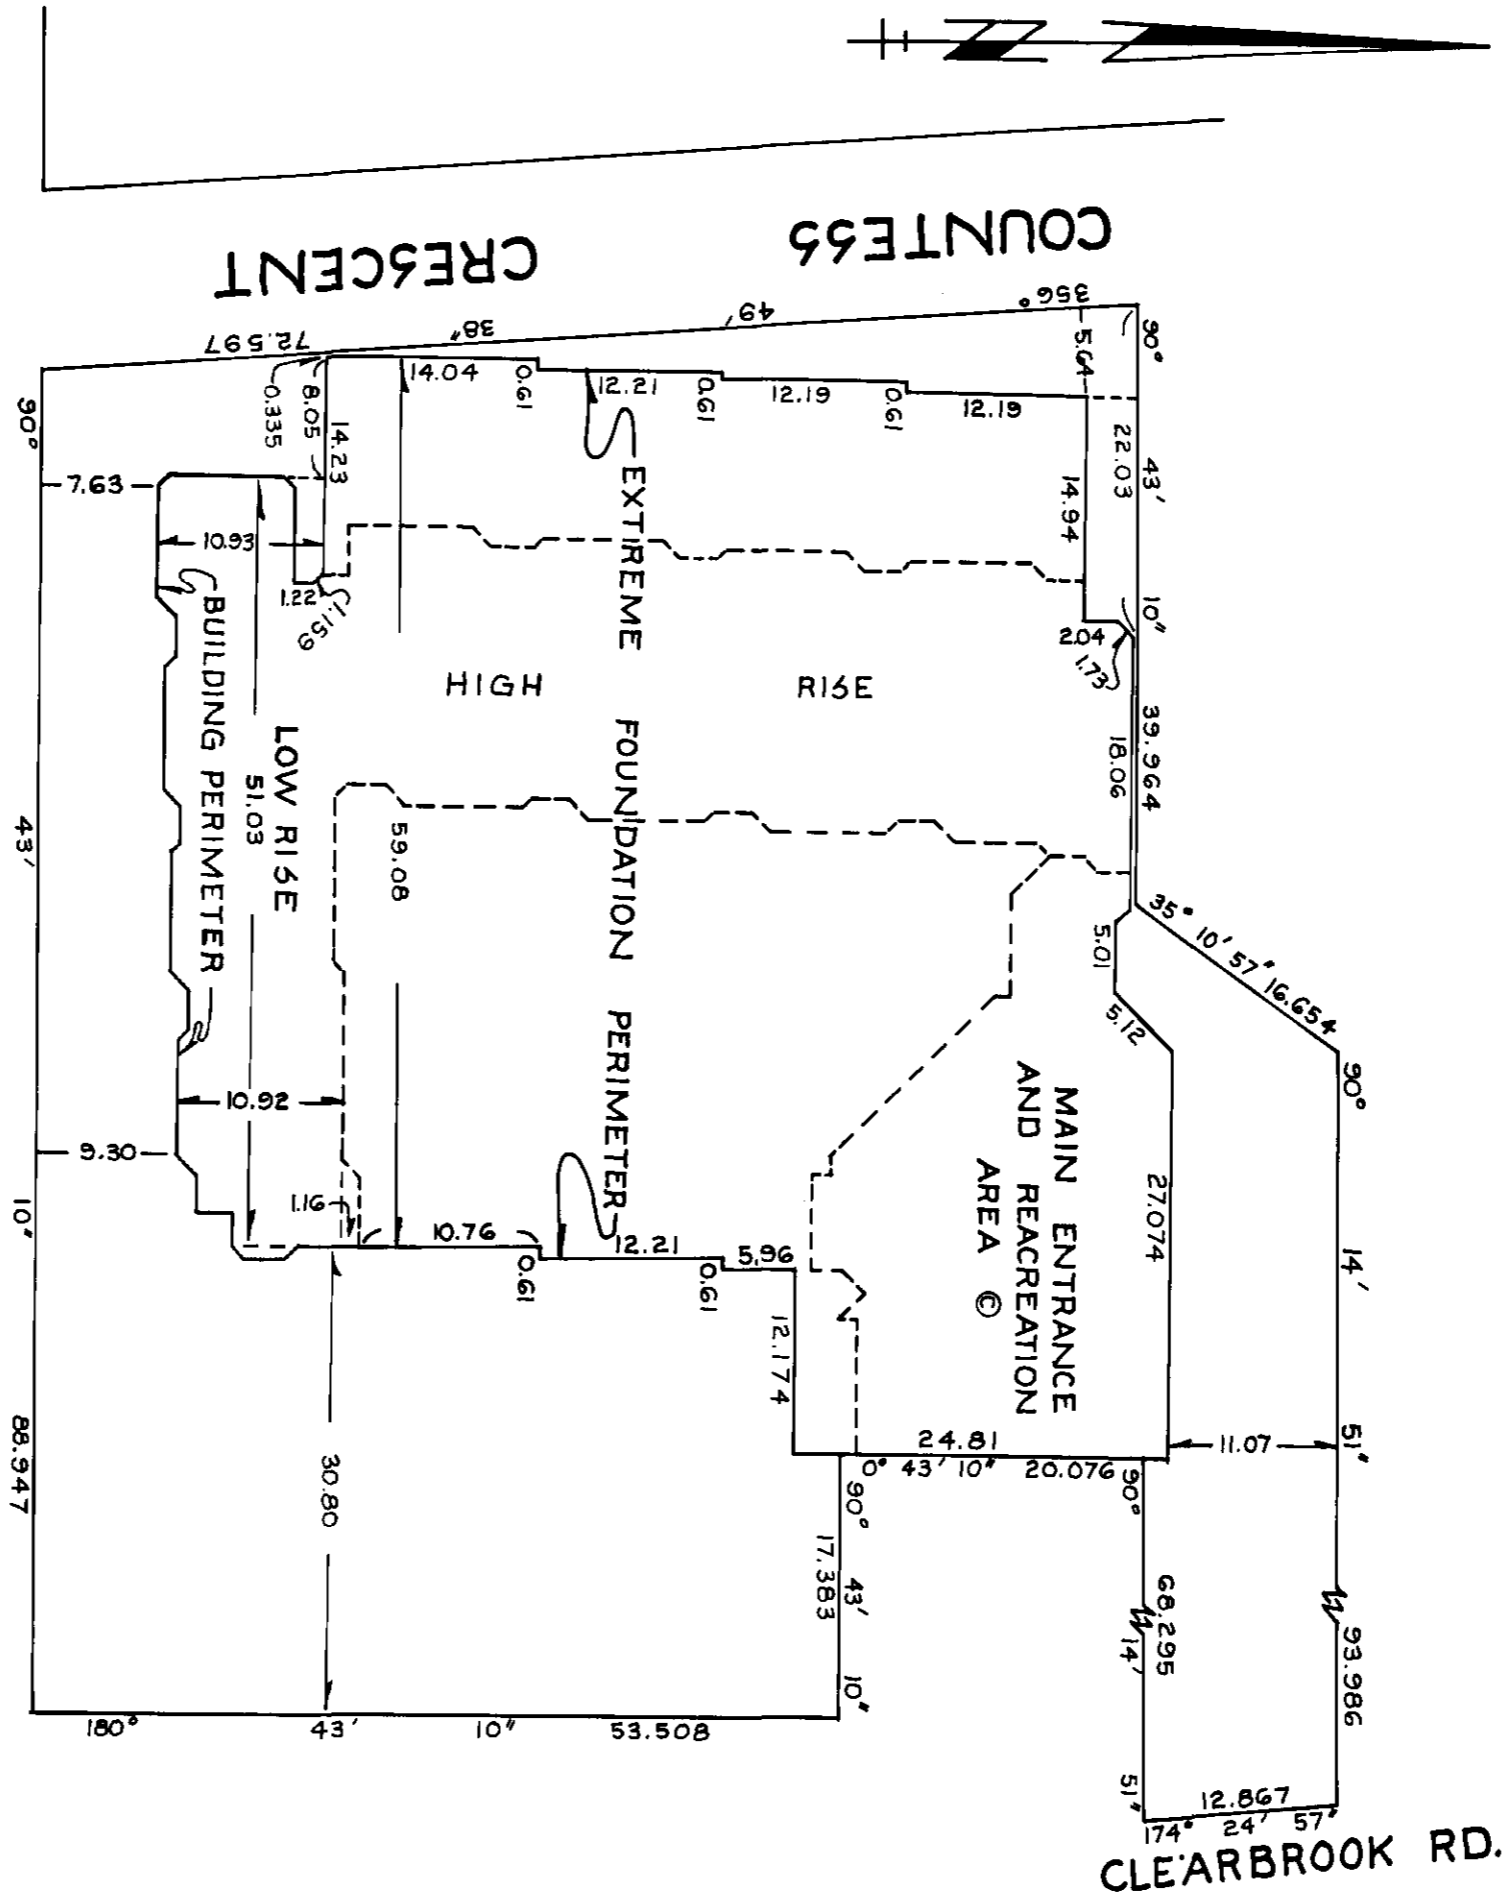 COUNTESS
CRESCENT
356° 49' 38" 72.597
90° 43' 10" 39.964
5.64
22.03
14.04
0.61
12.21
0.61
12.19
0.61
12.19
0.335
8.05
14.23
14.94
90° 43' 10" 88.947
7.63
10.93
1.22
1.159
2.04
1.73
18.06
EXTIREME FOUNDATION PERIMETER
BUILDING PERIMETER
HIGH RISE
LOW RISE
51.03
59.08
35° 10' 57" 16.654
5.01
5.12
90° 14' 51" 93.986
MAIN ENTRANCE
AND REACREATION
AREA ©
27.074
10.92
9.30
1.16
10.76
0.61
12.21
0.61
5.96
12.174
24.81
11.07
0° 43' 10" 20.076
30.80
90° 43' 10"
17.383
90° 14' 51"
68.295
180° 43' 10" 53.508
12.867
174° 24' 57"
CLEARBROOK RD.